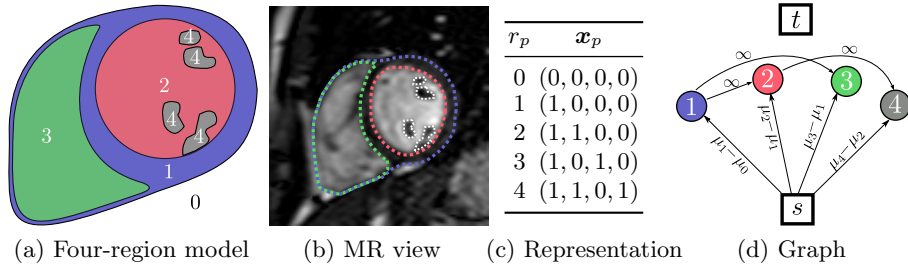 4
4
2
3
4
4
1
0
(a) Four-region model
(b) MR view
r_p x_p
0 (0,0,0,0)
1 (1,0,0,0)
2 (1,1,0,0)
3 (1,0,1,0)
4 (1,1,0,1)
(c) Representation
t
∞ ∞
∞
1 2 3 4
μ₁−μ₀
μ₂−μ₁
μ₃−μ₁
μ₄−μ₂
s
(d) Graph